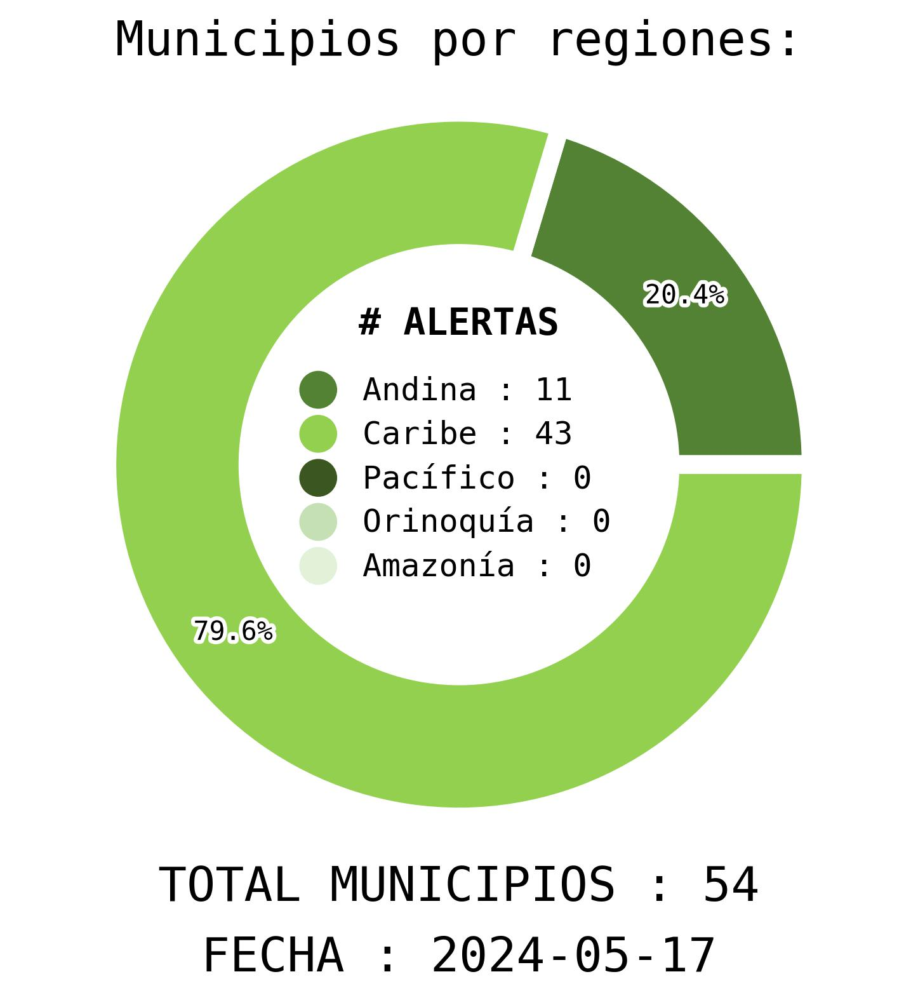 Municipios por regiones:
20.4%
# ALERTAS
Andina : 11
Caribe : 43
Pacífico : 0
Orinoquía : 0
Amazonía : 0
79.6%
TOTAL MUNICIPIOS : 54
FECHA : 2024-05-17